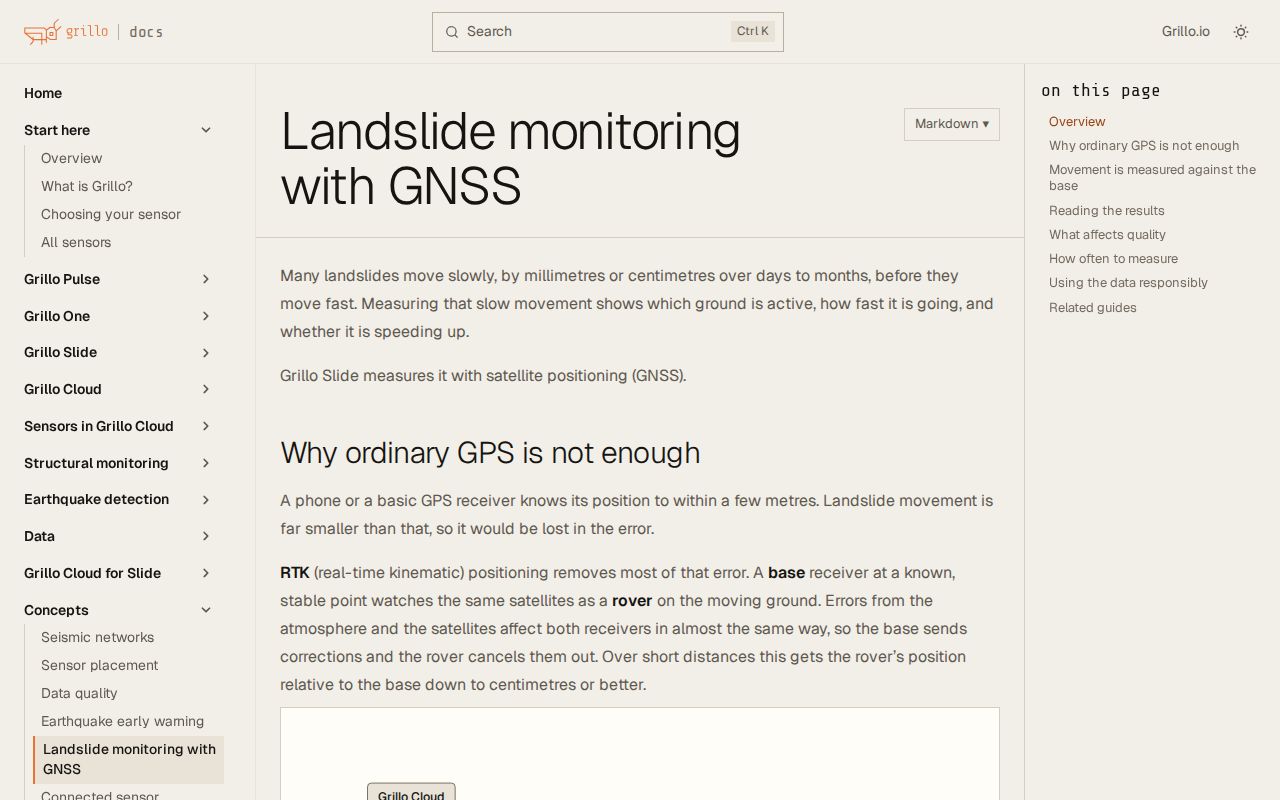 grillo docs
Search Ctrl K
Grillo.io
Home
Start here
Overview
What is Grillo?
Choosing your sensor
All sensors
Grillo Pulse
Grillo One
Grillo Slide
Grillo Cloud
Sensors in Grillo Cloud
Structural monitoring
Earthquake detection
Data
Grillo Cloud for Slide
Concepts
Seismic networks
Sensor placement
Data quality
Earthquake early warning
Landslide monitoring with
GNSS
Connected sensor
Landslide monitoring
with GNSS
Markdown ▾
Many landslides move slowly, by millimetres or centimetres over days to months, before they
move fast. Measuring that slow movement shows which ground is active, how fast it is going, and
whether it is speeding up.
Grillo Slide measures it with satellite positioning (GNSS).
Why ordinary GPS is not enough
A phone or a basic GPS receiver knows its position to within a few metres. Landslide movement is
far smaller than that, so it would be lost in the error.
RTK (real-time kinematic) positioning removes most of that error. A base receiver at a known,
stable point watches the same satellites as a rover on the moving ground. Errors from the
atmosphere and the satellites affect both receivers in almost the same way, so the base sends
corrections and the rover cancels them out. Over short distances this gets the rover’s position
relative to the base down to centimetres or better.
Grillo Cloud
on this page
Overview
Why ordinary GPS is not enough
Movement is measured against the
base
Reading the results
What affects quality
How often to measure
Using the data responsibly
Related guides